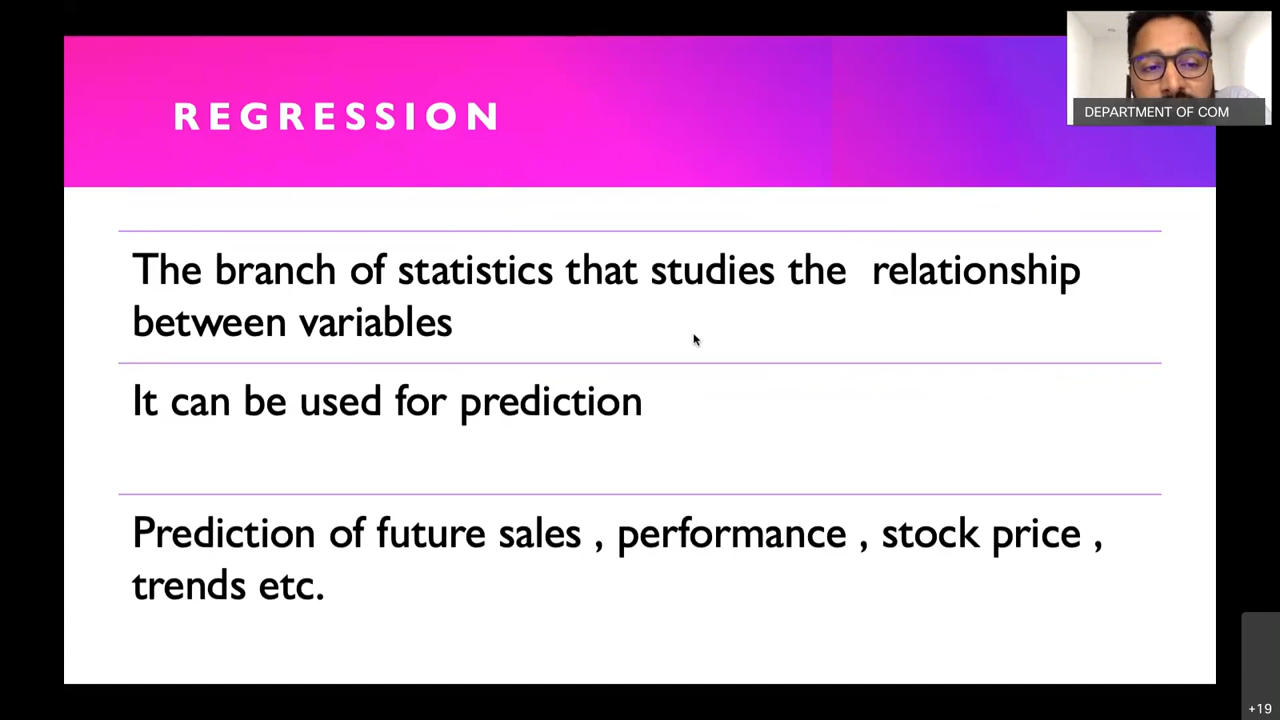 REGRESSION
DEPARTMENT OF COM
The branch of statistics that studies the relationship
between variables
It can be used for prediction
Prediction of future sales , performance , stock price ,
trends etc.
+19